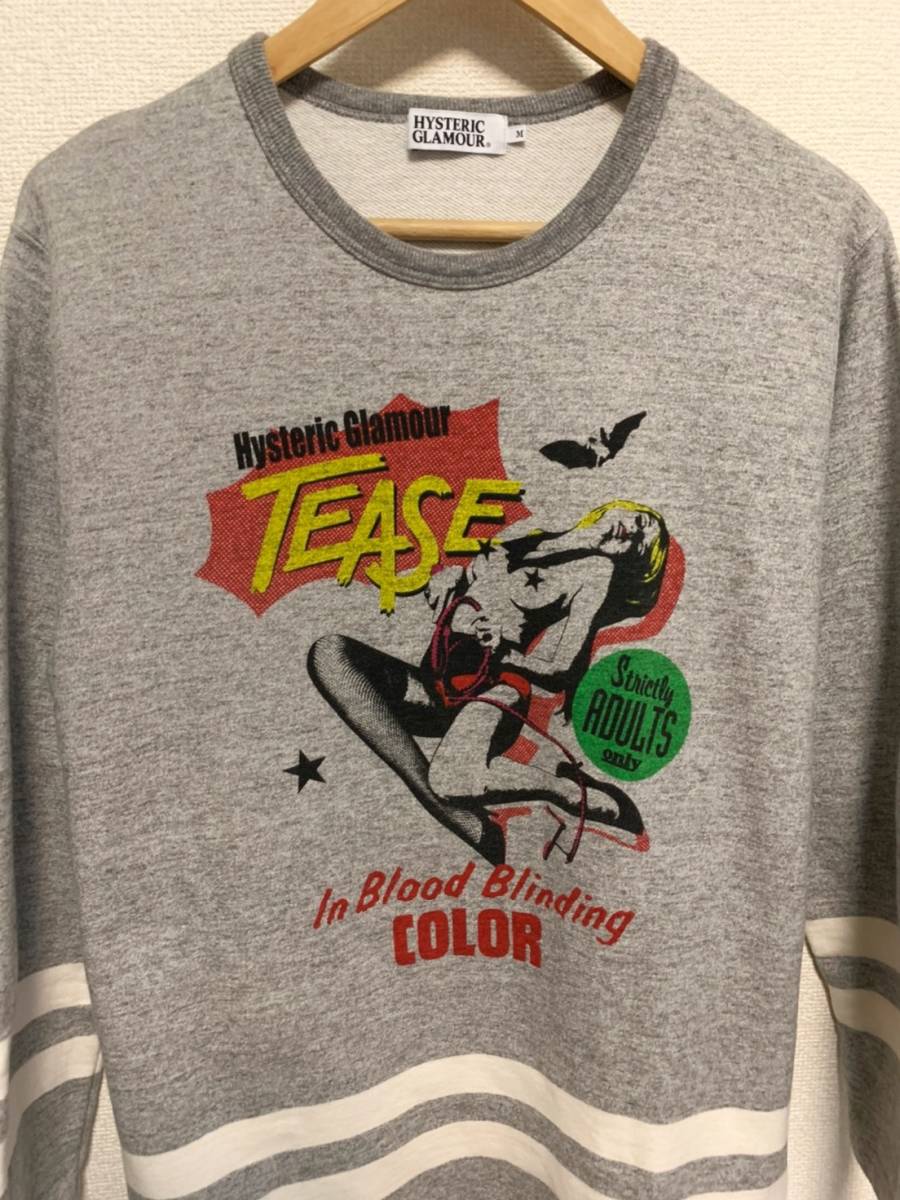 HYSTERIC
GLAMOUR®
M
Hysteric Glamour
TEASE
Strictly
ADULTS
only
In Blood Blinding
COLOR